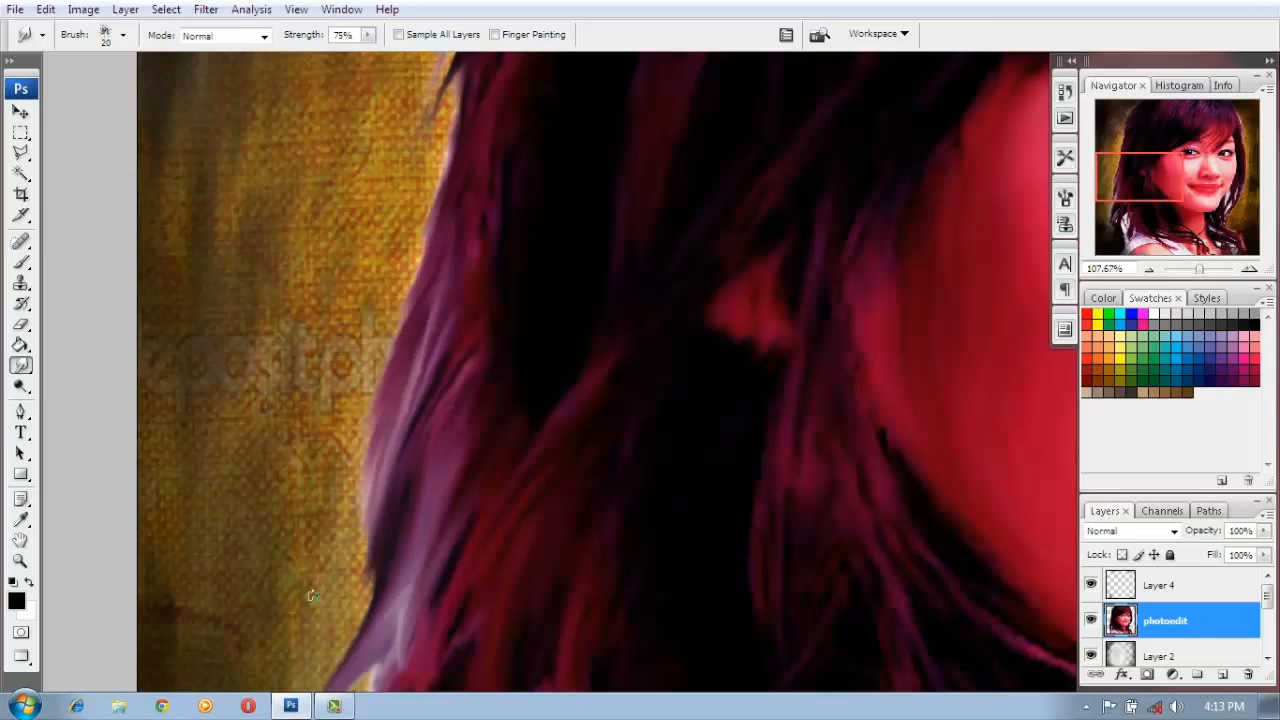 File Edit Image Layer Select Filter Analysis View Window Help
Brush: 20 Mode: Normal Strength: 75% Sample All Layers Finger Painting Workspace
Ps
Navigator Histogram Info
107.67%
Color Swatches Styles
T
A
Layers Channels Paths
Normal Opacity: 100%
Lock: Fill: 100%
Layer 4
photoedit
Layer 2
Ps
4:13 PM